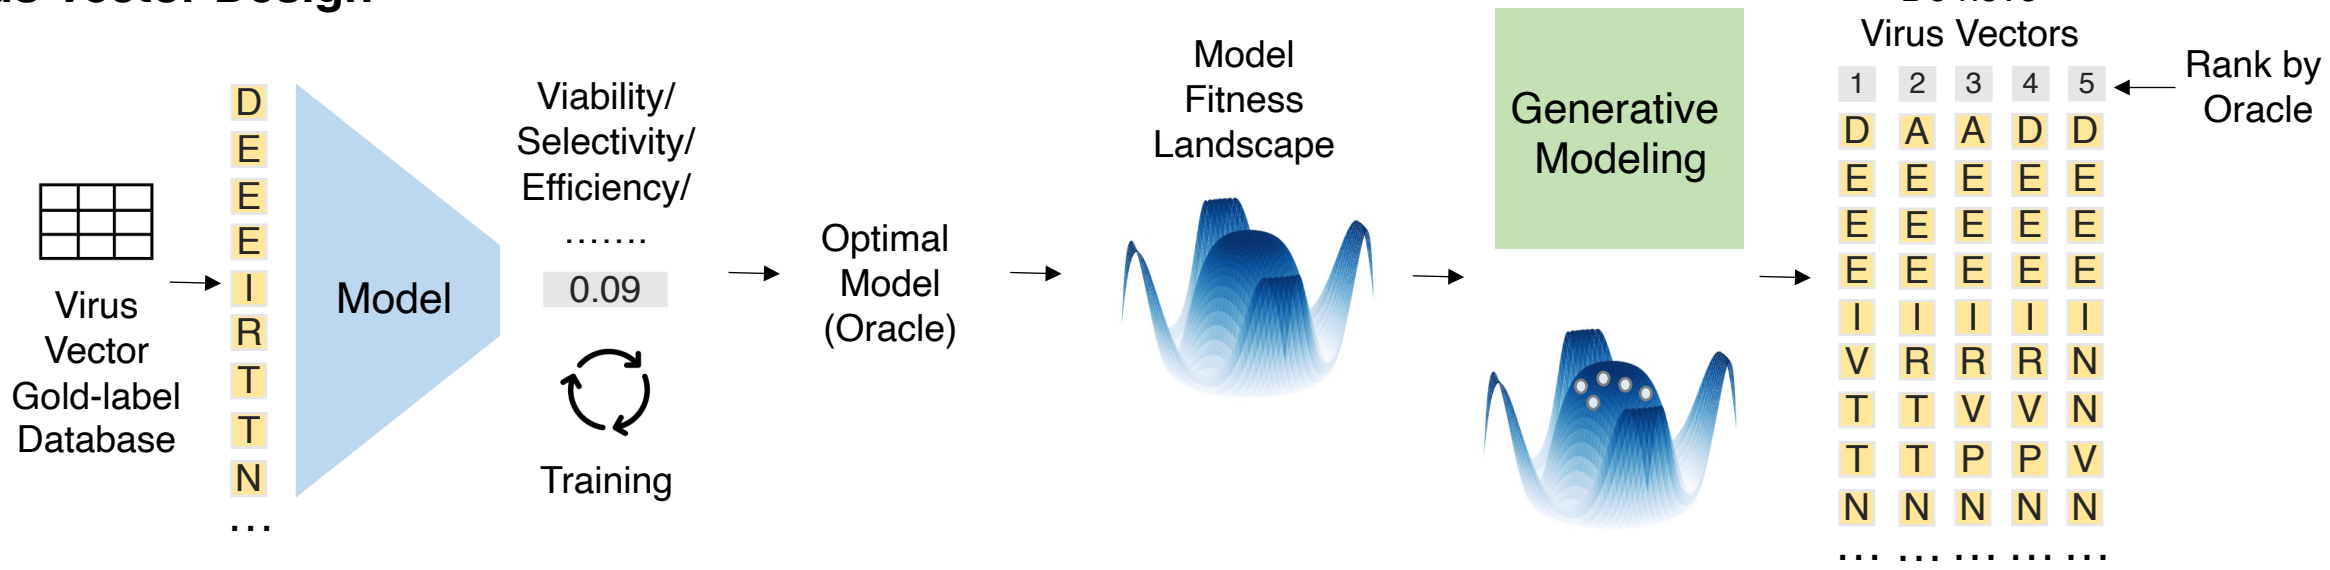 Virus
Vector
Gold-label
Database
D
E
E
E
I
R
T
T
N
...
Model
Viability/
Selectivity/
Efficiency/
.......
0.09
Training
Optimal
Model
(Oracle)
Model
Fitness
Landscape
Generative
Modeling
Virus Vectors
1 2 3 4 5
D A A D D
E E E E E
E E E E E
E E E E E
I I I I I
V R R R N
T T V V N
T T P P V
N N N N N
... ... ... ... ...
Rank by
Oracle